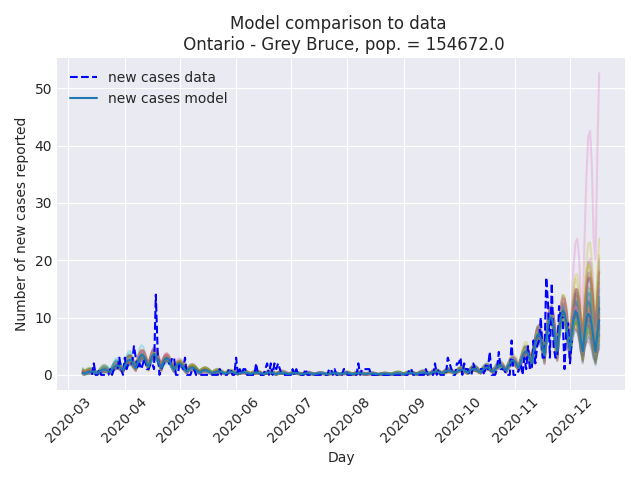 Model comparison to data
Ontario - Grey Bruce, pop. = 154672.0
new cases data
new cases model
Number of new cases reported
50
40
30
20
10
0
2020-03
2020-04
2020-05
2020-06
2020-07
2020-08
2020-09
2020-10
2020-11
2020-12
Day